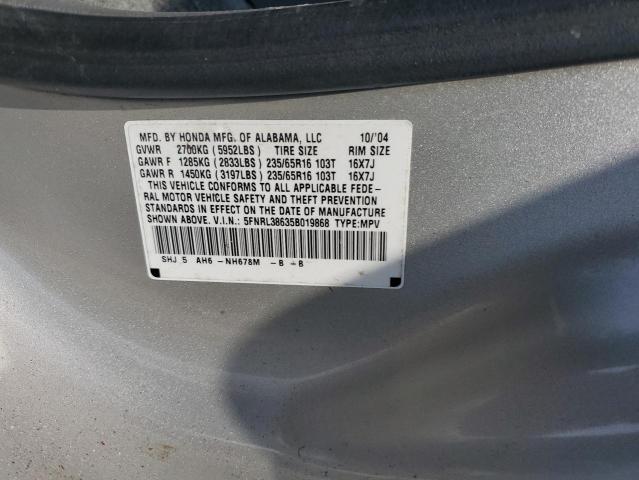 MFD. BY HONDA MFG. OF ALABAMA, LLC 10/'04
GVWR 2700KG (5952LBS) TIRE SIZE RIM SIZE
GAWR F 1285KG (2833LBS) 235/65R16 103T 16X7J
GAWR R 1450KG (3197LBS) 235/65R16 103T 16X7J
THIS VEHICLE CONFORMS TO ALL APPLICABLE FEDE-
RAL MOTOR VEHICLE SAFETY AND THEFT PREVENTION
STANDARDS IN EFFECT ON THE DATE OF MANUFACTURE
SHOWN ABOVE. V.I.N.: 5FNRL38635B019868 TYPE: MPV
SHJ 5 AH6 -NH678M -B -B